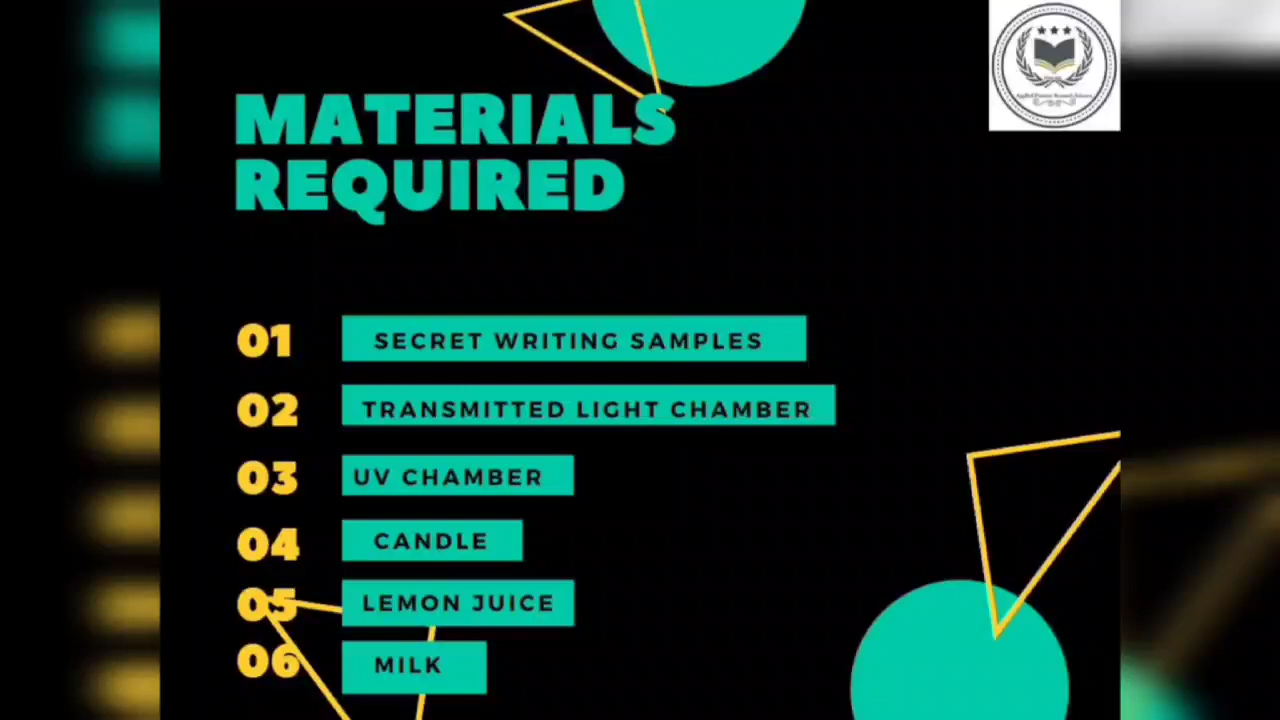 MATERIALS
REQUIRED
01 SECRET WRITING SAMPLES
02 TRANSMITTED LIGHT CHAMBER
03 UV CHAMBER
04 CANDLE
05 LEMON JUICE
06 MILK